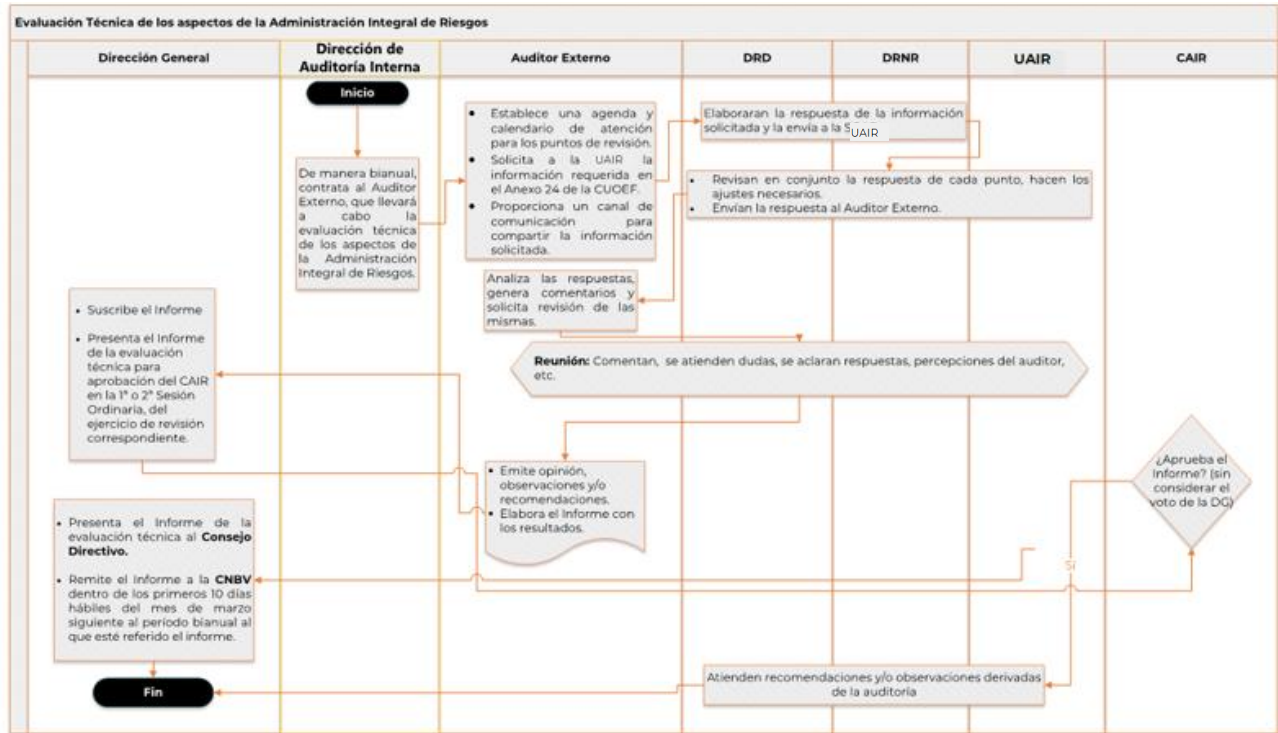 Evaluación Técnica de los aspectos de la Administración Integral de Riesgos
Dirección General
Dirección de
Auditoría Interna
Auditor Externo
DRD
DRNR
UAIR
CAIR
Inicio
De manera bianual,
contrata al Auditor
Externo, que llevará
a cabo la
evaluación técnica
de los aspectos de
la Administración
Integral de Riesgos.
• Establece una agenda y
calendario de atención
para los puntos de revisión.
• Solicita a la UAIR la
información requerida en
el Anexo 24 de la CUOEF.
• Proporciona un canal de
comunicación para
compartir la información
solicitada.
Elaboraran la respuesta de la información
solicitada y la envía a la S
UAIR
• Revisan en conjunto la respuesta de cada punto, hacen los
ajustes necesarios.
• Envían la respuesta al Auditor Externo.
Analiza las respuestas,
genera comentarios y
solicita revisión de las
mismas.
Reunión: Comentan, se atienden dudas, se aclaran respuestas, percepciones del auditor,
etc.
• Emite opinión,
observaciones y/o
recomendaciones.
• Elabora el Informe con
los resultados.
• Suscribe el Informe
• Presenta el Informe
de la evaluación
técnica para
aprobación del CAIR
en la 1ª o 2ª Sesión
Ordinaria, del
ejercicio de revisión
correspondiente.
¿Aprueba el
Informe? (sin
considerar el
voto de la DG)
Sí
• Presenta el Informe de la
evaluación técnica al Consejo
Directivo.
• Remite el Informe a la CNBV
dentro de los primeros 10 días
hábiles del mes de marzo
siguiente al período bianual al
que esté referido el informe.
Atienden recomendaciones y/o observaciones derivadas
de la auditoría
Fin